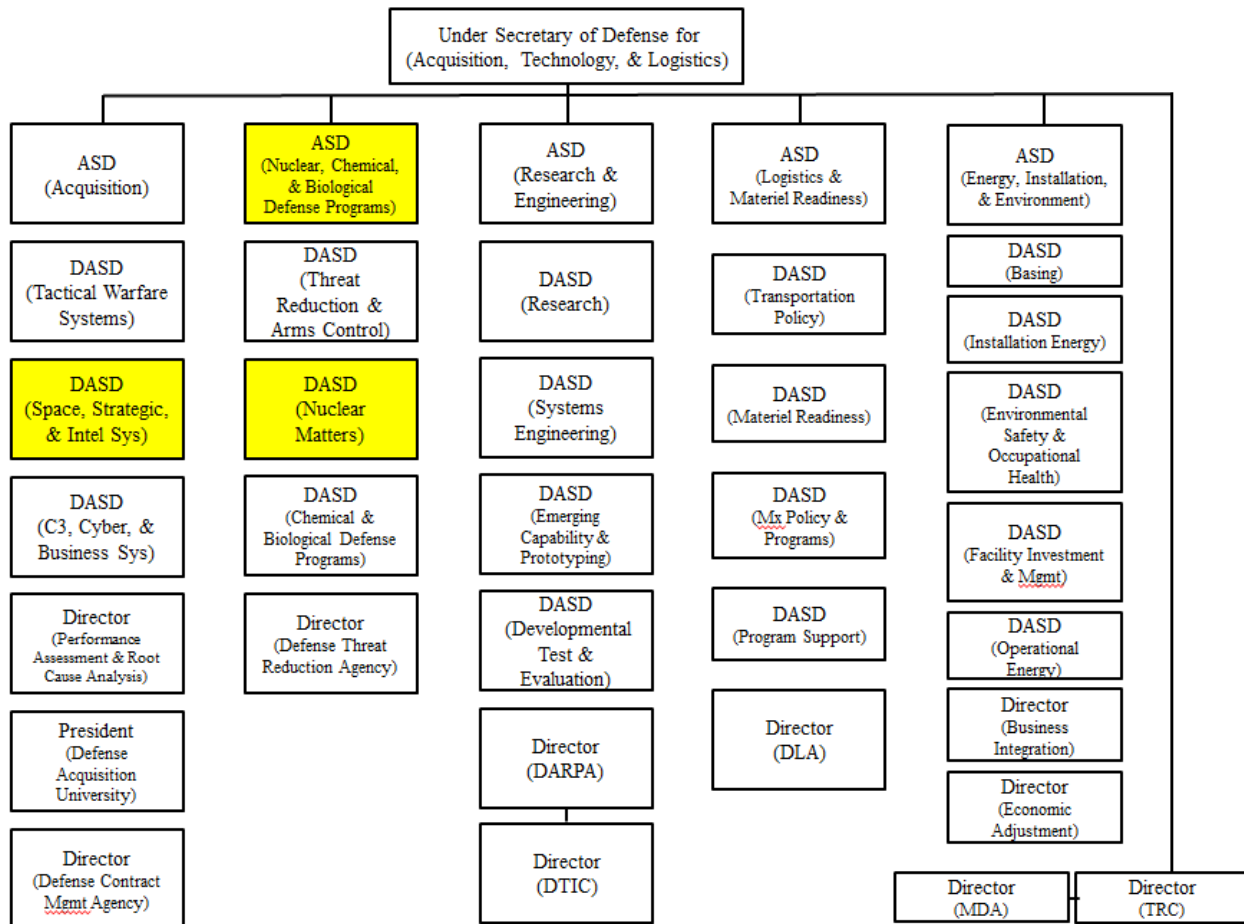 Under Secretary of Defense for
(Acquisition, Technology, & Logistics)
ASD
(Acquisition)
DASD
(Tactical Warfare
Systems)
DASD
(Space, Strategic,
& Intel Sys)
DASD
(C3, Cyber, &
Business Sys)
Director
(Performance
Assessment & Root
Cause Analysis)
President
(Defense
Acquisition
University)
Director
(Defense Contract
Mgmt Agency)
ASD
(Nuclear, Chemical,
& Biological
Defense Programs)
DASD
(Threat
Reduction &
Arms Control)
DASD
(Nuclear
Matters)
DASD
(Chemical &
Biological Defense
Programs)
Director
(Defense Threat
Reduction Agency)
ASD
(Research &
Engineering)
DASD
(Research)
DASD
(Systems
Engineering)
DASD
(Emerging
Capability &
Prototyping)
DASD
(Developmental
Test &
Evaluation)
Director
(DARPA)
Director
(DTIC)
ASD
(Logistics &
Materiel Readiness)
DASD
(Transportation
Policy)
DASD
(Materiel Readiness)
DASD
(Mx Policy &
Programs)
DASD
(Program Support)
Director
(DLA)
ASD
(Energy, Installation,
& Environment)
DASD
(Basing)
DASD
(Installation Energy)
DASD
(Environmental
Safety &
Occupational
Health)
DASD
(Facility Investment
& Mgmt)
DASD
(Operational
Energy)
Director
(Business
Integration)
Director
(Economic
Adjustment)
Director
(MDA)
Director
(TRC)